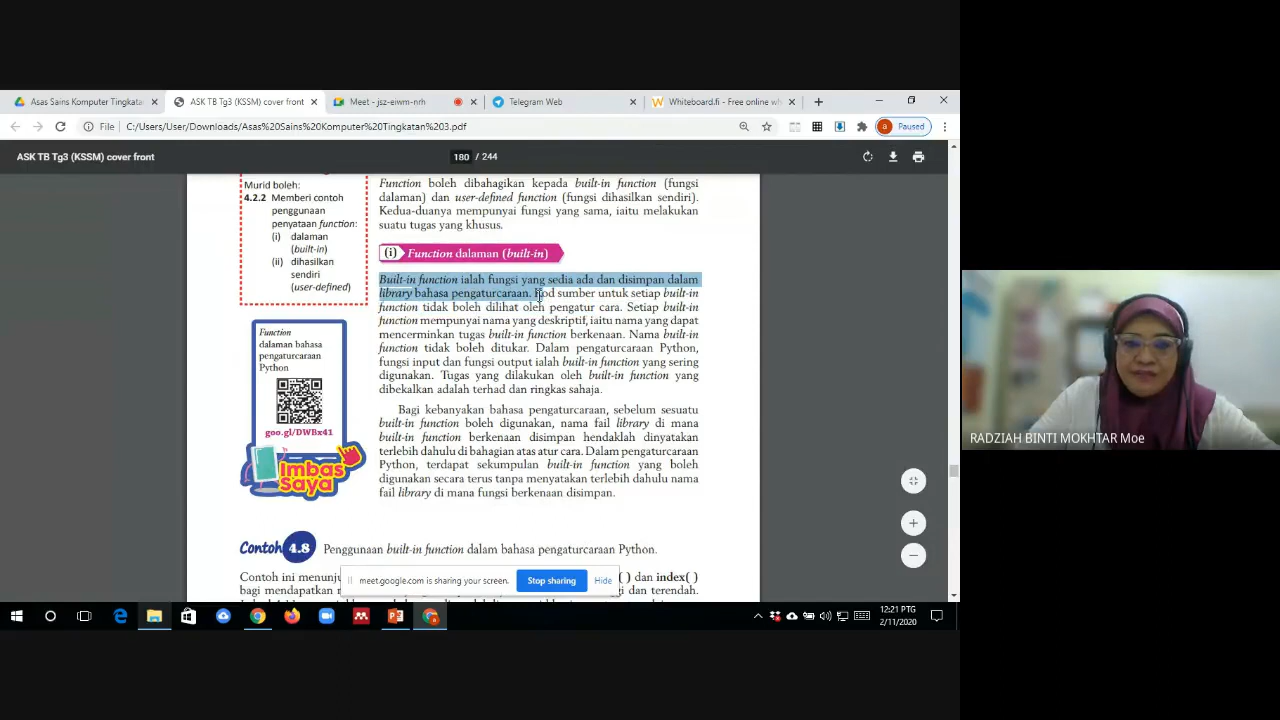 Asas Sains Komputer Tingkata
ASK TB Tg3 (KSSM) cover front
Meet - jsz-eiwm-nrh
Telegram Web
Whiteboard.fi - Free online wh
File
C:/Users/User/Downloads/Asas%20Sains%20Komputer%20Tingkatan%203.pdf
a Paused
ASK TB Tg3 (KSSM) cover front
180 / 244
Murid boleh:
4.2.2 Memberi contoh
penggunaan
penyataan function:
(i) dalaman
(built-in)
(ii) dihasilkan
sendiri
(user-defined)
Function
dalaman bahasa
pengaturcaraan
Python
goo.gl/DWBx41
Imbas
Saya
Function boleh dibahagikan kepada built-in function (fungsi
dalaman) dan user-defined function (fungsi dihasilkan sendiri).
Kedua-duanya mempunyai fungsi yang sama, iaitu melakukan
suatu tugas yang khusus.
(i) Function dalaman (built-in)
Built-in function ialah fungsi yang sedia ada dan disimpan dalam
library bahasa pengaturcaraan. Kod sumber untuk setiap built-in
function tidak boleh dilihat oleh pengatur cara. Setiap built-in
function mempunyai nama yang deskriptif, iaitu nama yang dapat
mencerminkan tugas built-in function berkenaan. Nama built-in
function tidak boleh ditukar. Dalam pengaturcaraan Python,
fungsi input dan fungsi output ialah built-in function yang sering
digunakan. Tugas yang dilakukan oleh built-in function yang
dibekalkan adalah terhad dan ringkas sahaja.
Bagi kebanyakan bahasa pengaturcaraan, sebelum sesuatu
built-in function boleh digunakan, nama fail library di mana
built-in function berkenaan disimpan hendaklah dinyatakan
terlebih dahulu di bahagian atas atur cara. Dalam pengaturcaraan
Python, terdapat sekumpulan built-in function yang boleh
digunakan secara terus tanpa menyatakan terlebih dahulu nama
fail library di mana fungsi berkenaan disimpan.
Contoh 4.8 Penggunaan built-in function dalam bahasa pengaturcaraan Python.
Contoh ini menunju ( ) dan index( )
bagi mendapatkan i dan terendah.
meet.google.com is sharing your screen.
Stop sharing
Hide
12:21 PTG
2/11/2020
RADZIAH BINTI MOKHTAR Moe